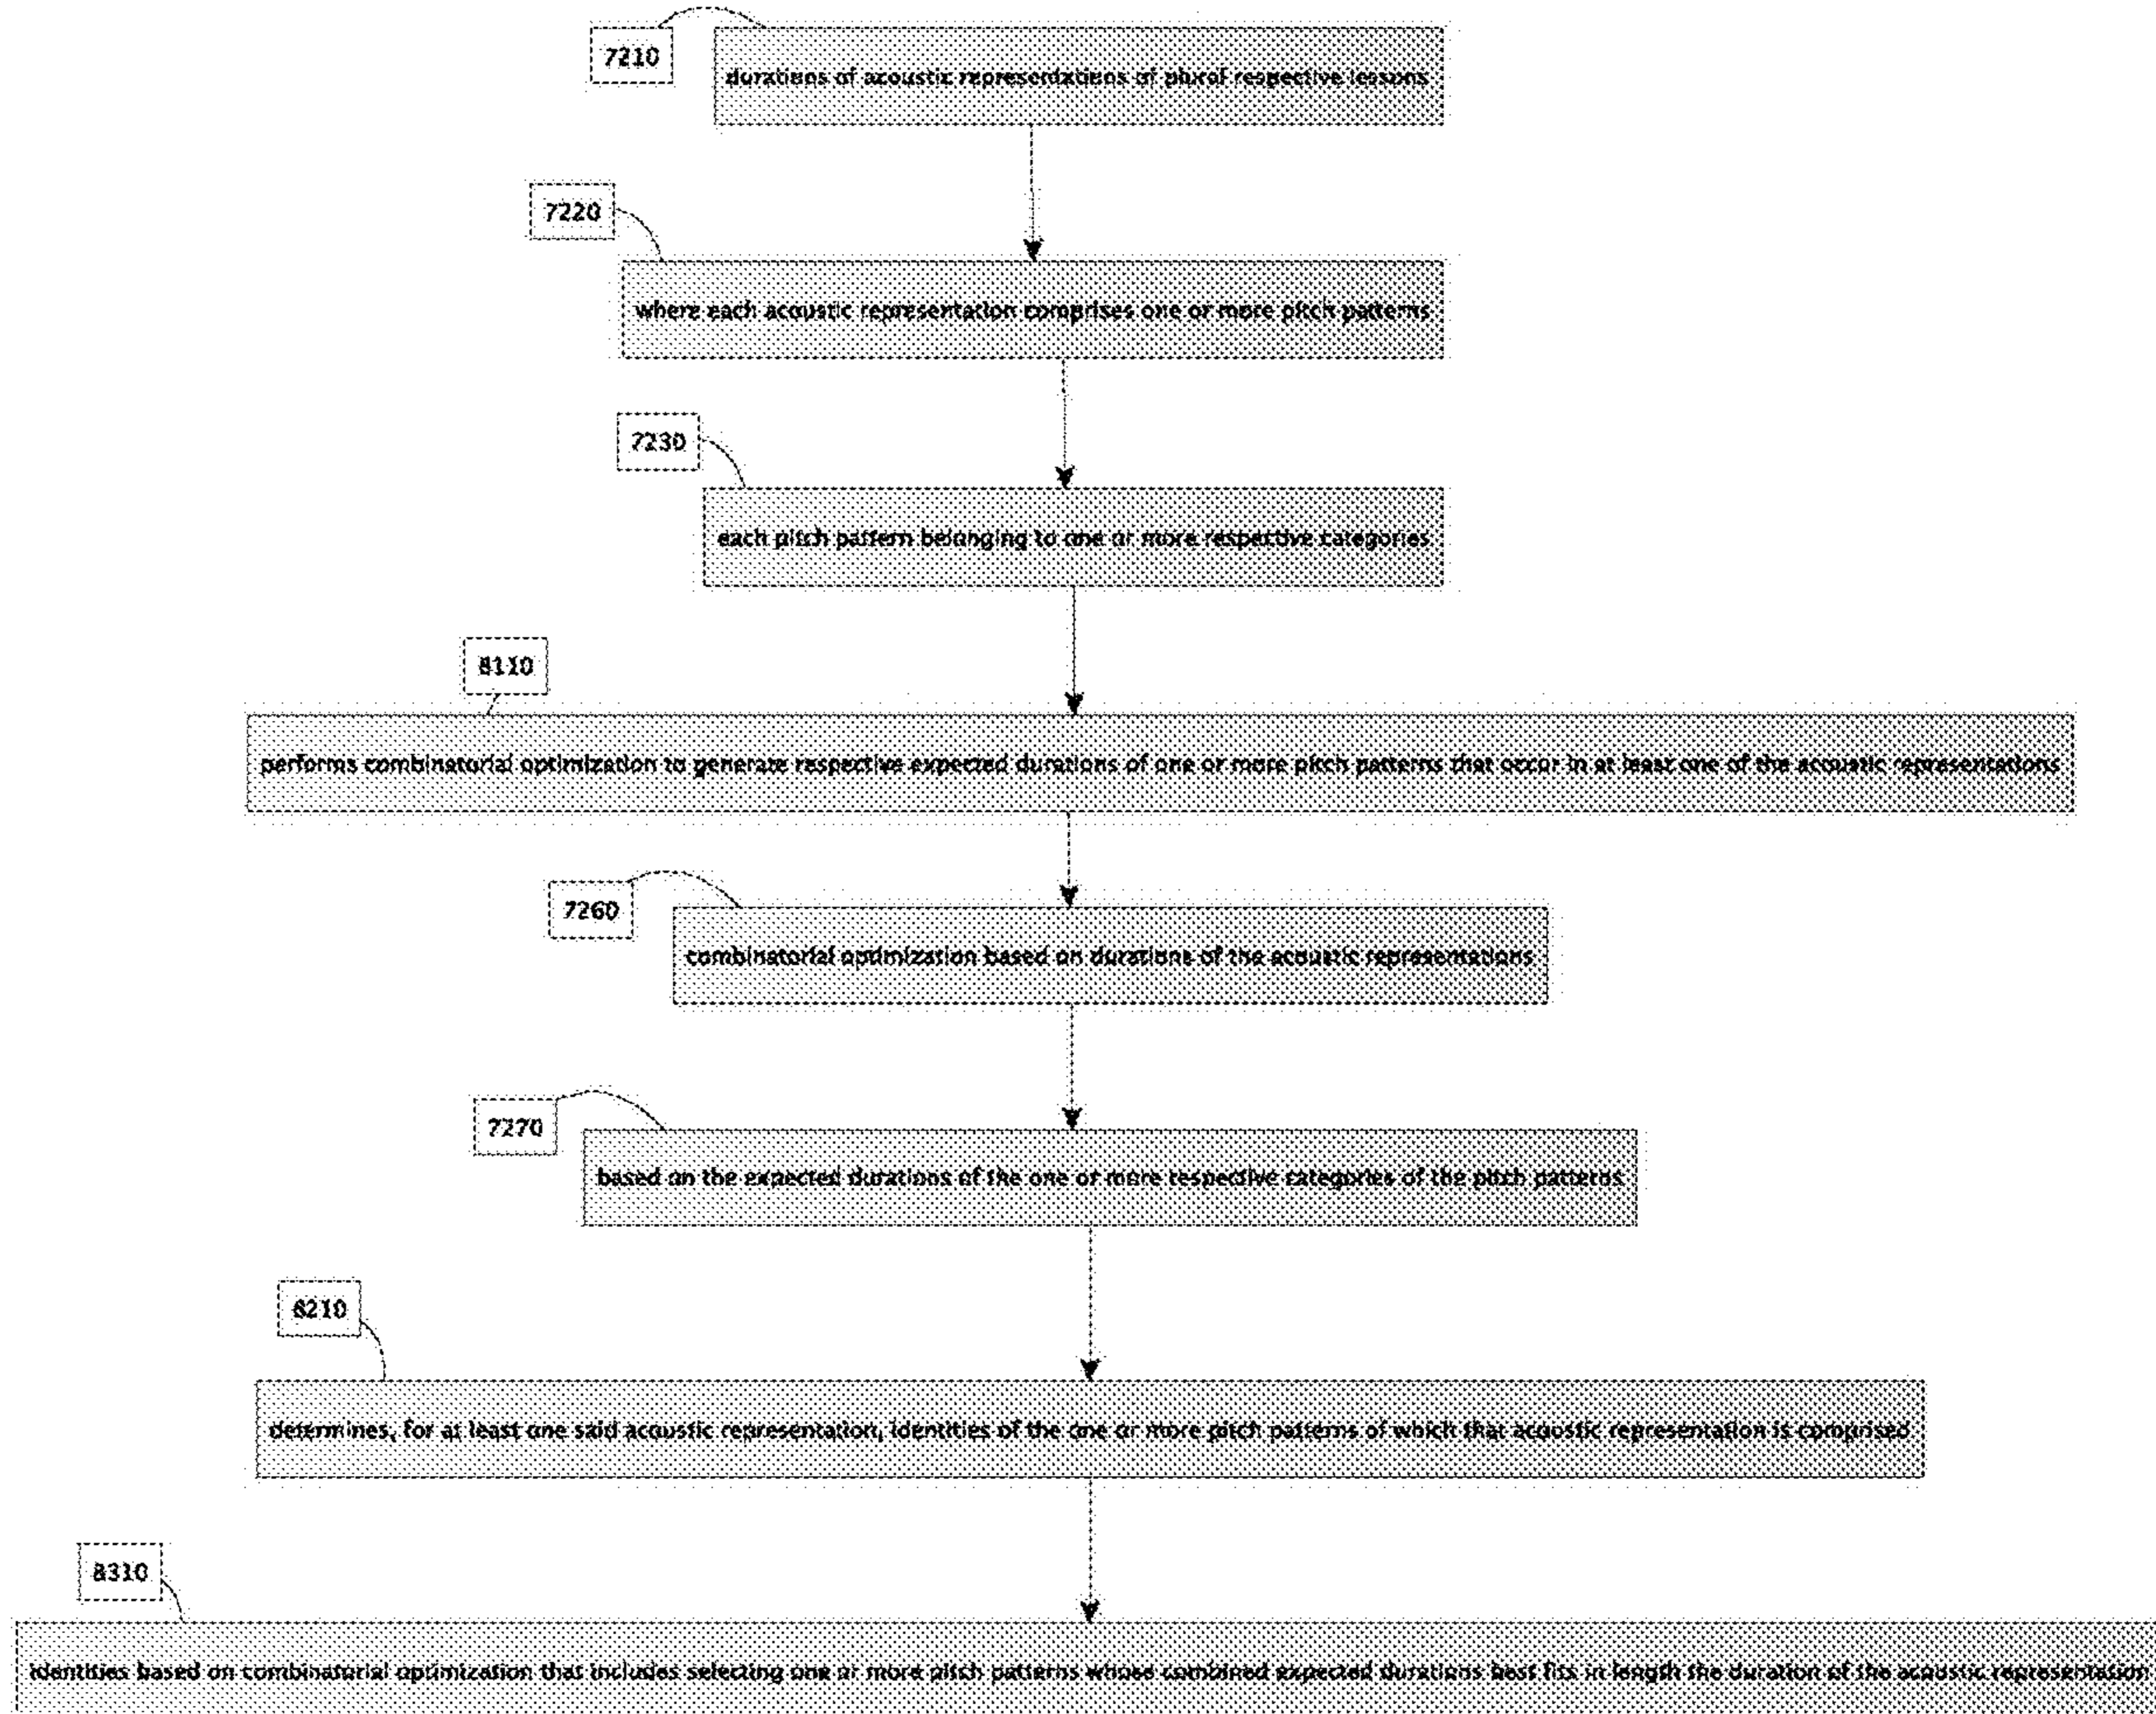 7210
durations of acoustic representations of plural respective lessons
7220
where each acoustic representation comprises one or more pitch patterns
7230
each pitch pattern belonging to one or more respective categories
8110
performs combinatorial optimization to generate respective expected durations of one or more pitch patterns that occur in at least one of the acoustic representations
7260
combinatorial optimization based on durations of the acoustic representations
7270
based on the expected durations of the one or more respective categories of the pitch patterns
8210
determines, for at least one said acoustic representation, identities of the one or more pitch patterns of which that acoustic representation is comprised
8310
identities based on combinatorial optimization that includes selecting one or more pitch patterns whose combined expected durations best fits in length the duration of the acoustic representation